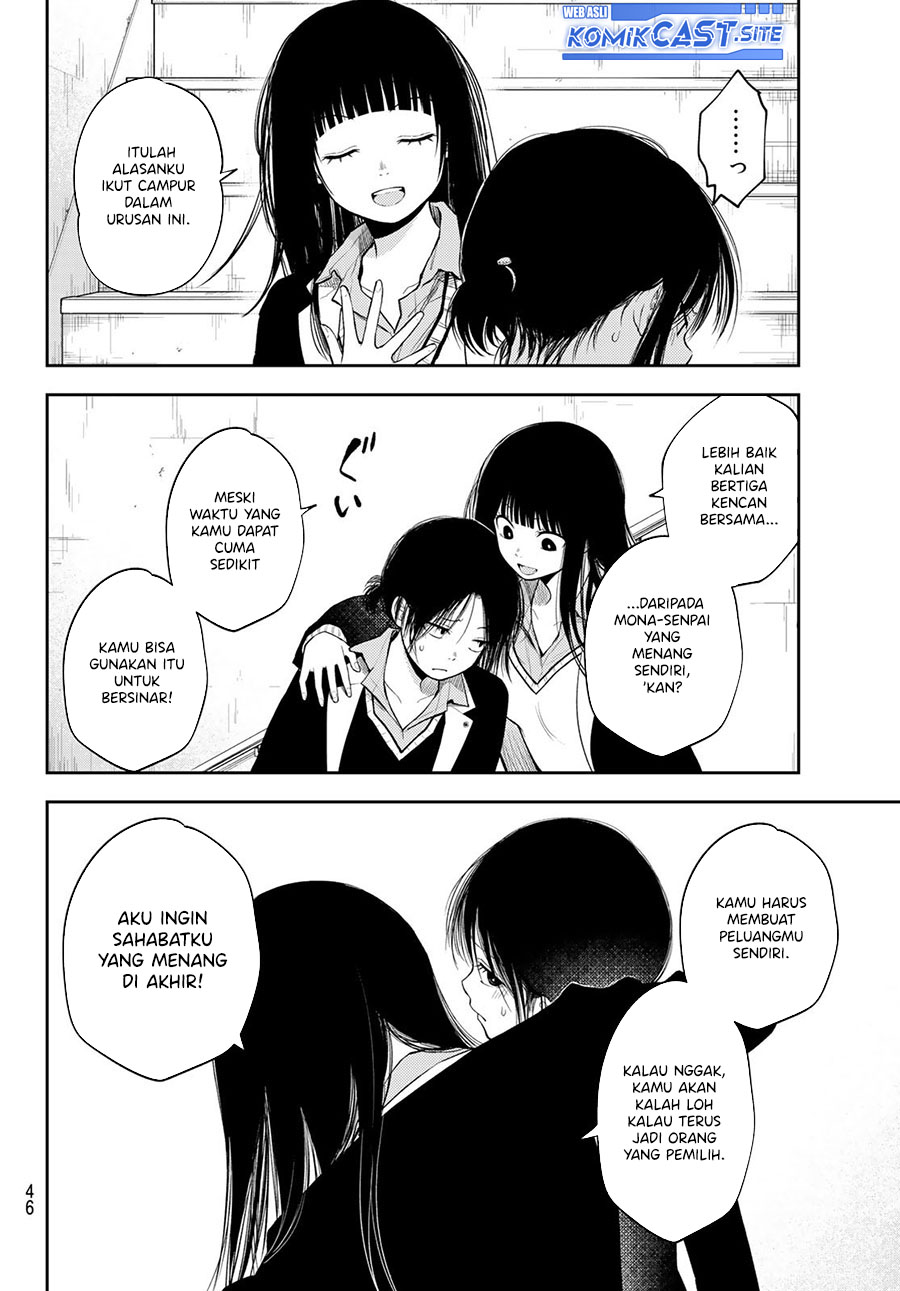 WEB ASLI
KOMIKCAST.SITE
………っ
ITULAH
ALASANKU
IKUT CAMPUR
DALAM
URUSAN INI.
LEBIH BAIK
KALIAN
BERTIGA
KENCAN
BERSAMA...
...DARIPADA
MONA-SENPAI
YANG
MENANG
SENDIRI,
'KAN?
ぐい
MESKI
WAKTU YANG
KAMU DAPAT
CUMA
SEDIKIT
KAMU BISA
GUNAKAN ITU
UNTUK
BERSINAR!
KAMU HARUS
MEMBUAT
PELUANGMU
SENDIRI.
KALAU NGGAK,
KAMU AKAN
KALAH LOH
KALAU TERUS
JADI ORANG
YANG PEMILIH.
AKU INGIN
SAHABATKU
YANG MENANG
DI AKHIR!
46